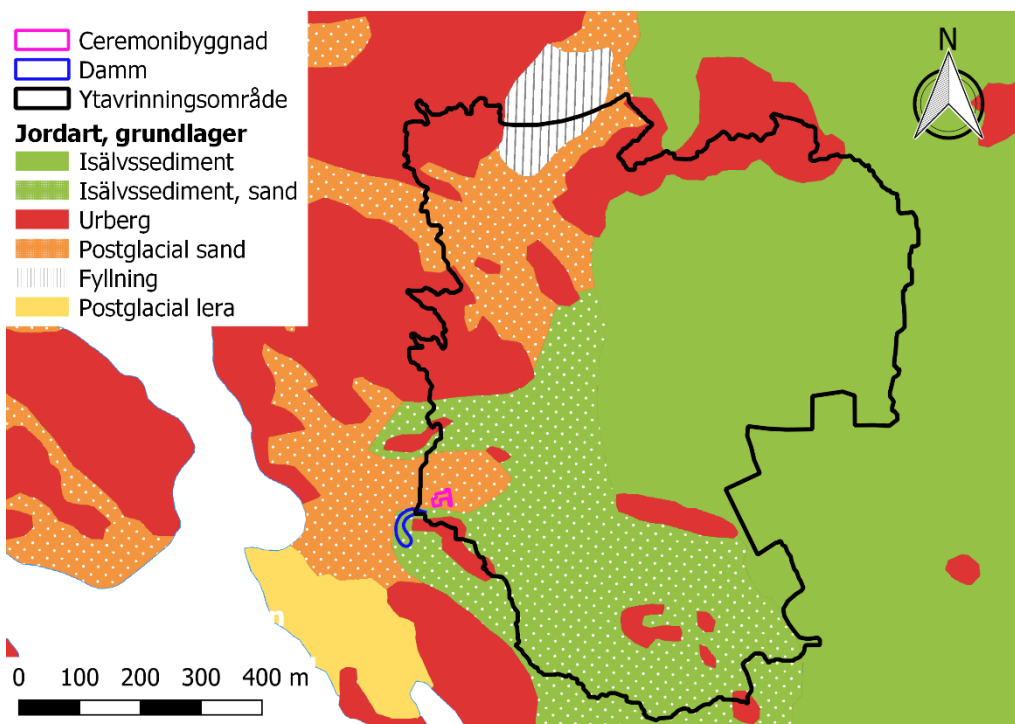 Ceremonibyggnad
Damm
Ytavrinningsområde
Jordart, grundlager
Isälvssediment
Isälvssediment, sand
Urberg
Postglacial sand
Fyllning
Postglacial lera
N
0 100 200 300 400 m